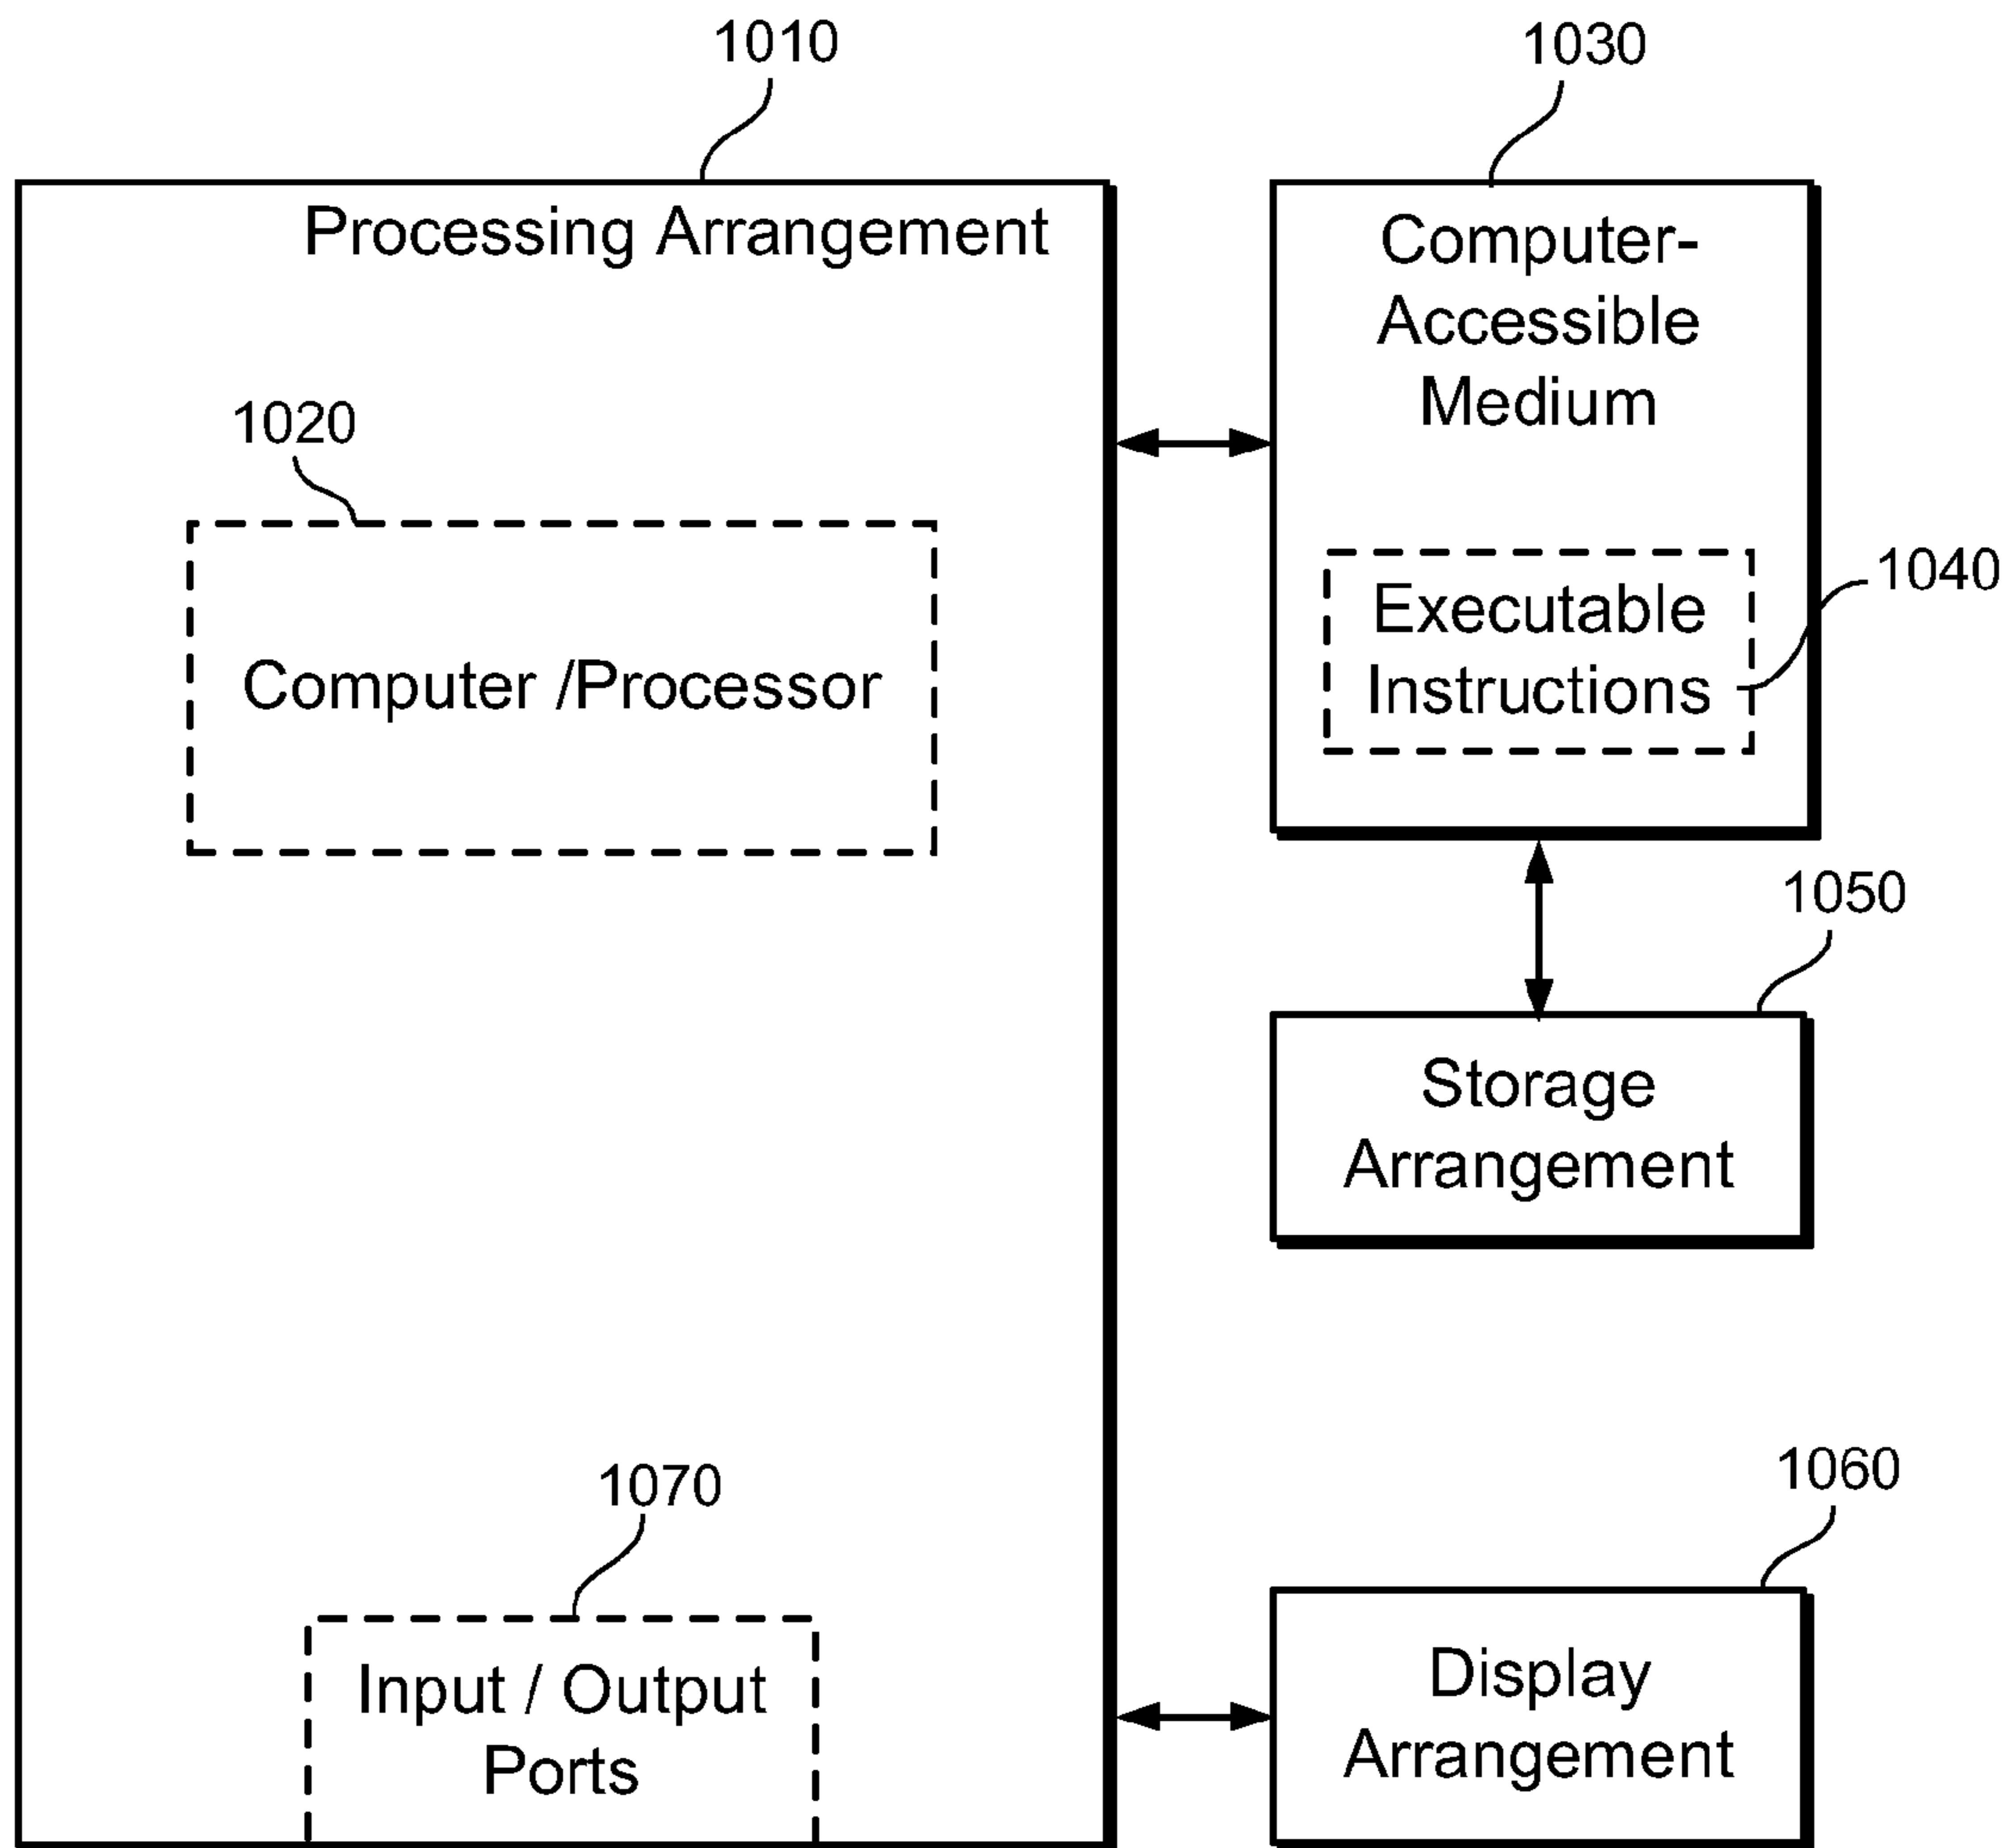 1010
1030
Processing Arrangement
Computer-
Accessible
Medium
1020
Computer /Processor
Executable
Instructions
1040
1050
Storage
Arrangement
1070
1060
Input / Output
Ports
Display
Arrangement